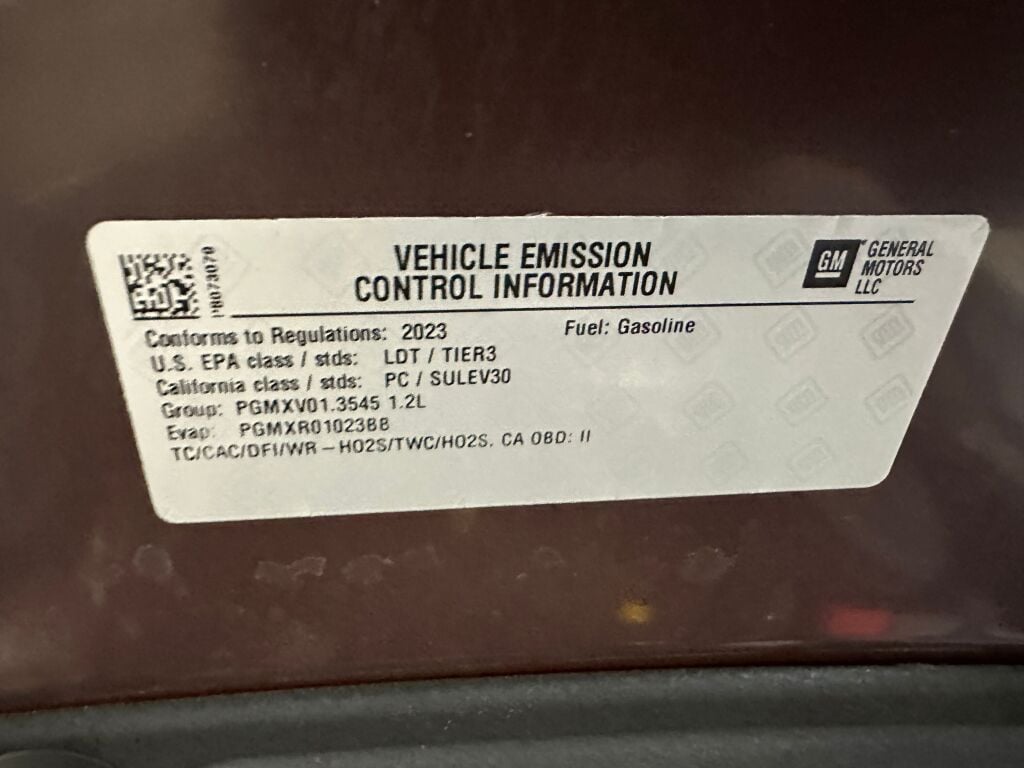 VEHICLE EMISSION
CONTROL INFORMATION
GM GENERAL
MOTORS
LLC
PB073070
Conforms to Regulations: 2023 Fuel: Gasoline
U.S. EPA class / stds: LDT / TIER3
California class / stds: PC / SULEV30
Group: PGMXV01.3545 1.2L
Evap: PGMXR0102388
TC/CAC/DFI/WR-HO2S/TWC/HO2S, CA OBD: II